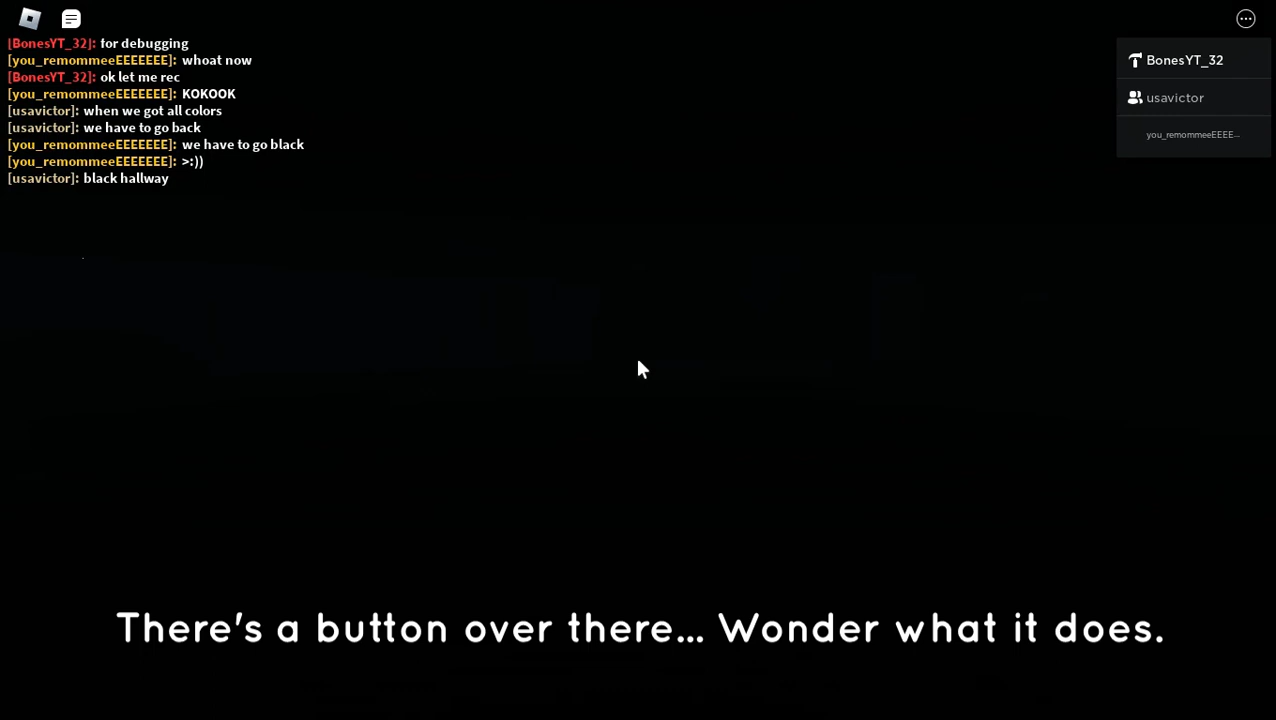 [BonesYT_32]: for debugging
[you_remommeeEEEEEEE]: whoat now
[BonesYT_32]: ok let me rec
[you_remommeeEEEEEEE]: KOKOOK
[usavictor]: when we got all colors
[usavictor]: we have to go back
[you_remommeeEEEEEEE]: we have to go black
[you_remommeeEEEEEEE]: >:))
[usavictor]: black hallway
BonesYT_32
usavictor
you_remommeeEEEE...
There's a button over there... Wonder what it does.